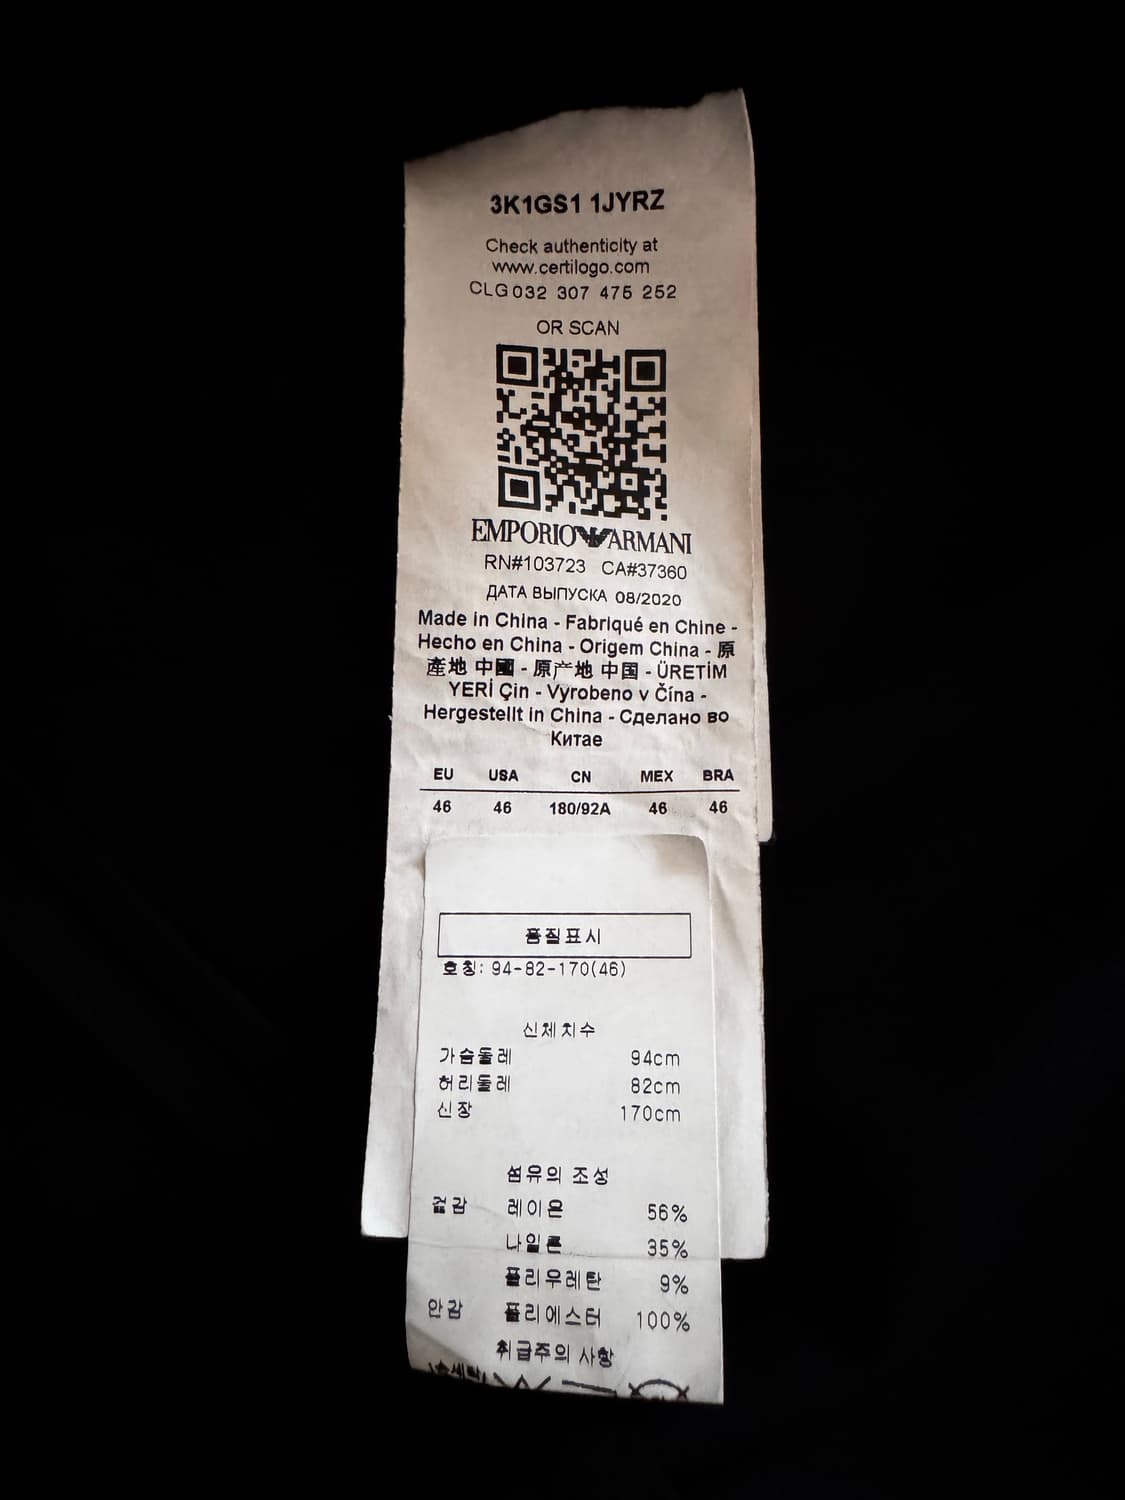 3K1GS1 1JYRZ
Check authenticity at
www.certilogo.com
CLG 032 307 475 252
OR SCAN
EMPORIO ARMANI
RN#103723 CA#37360
ДАТА ВЫПУСКА 08/2020
Made in China - Fabriqué en Chine -
Hecho en China - Origem China - 原
產地 中國 - 原产地 中国 - ÜRETİM
YERİ Çin - Vyrobeno v Čína -
Hergestellt in China - Сделано во
Китае
EU USA CN MEX BRA
46 46 180/92A 46 46
품질표시
호칭: 94-82-170(46)
신체치수
가슴둘레 94cm
허리둘레 82cm
신장 170cm
섬유의 조성
겉감 레이온 56%
나일론 35%
폴리우레탄 9%
안감 폴리에스터 100%
취급주의 사항